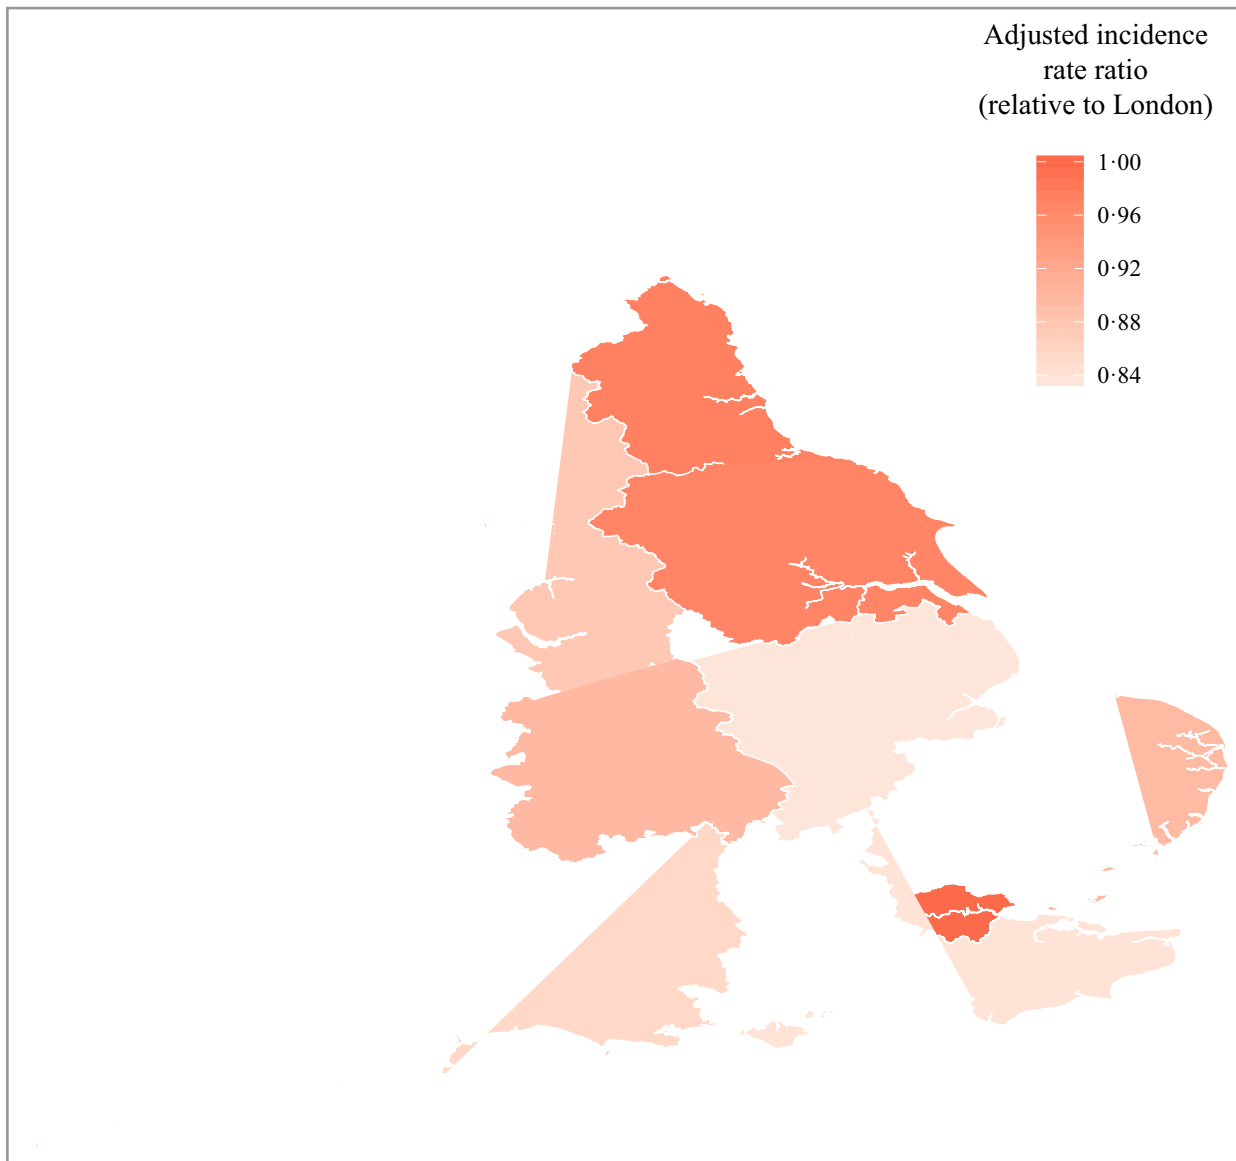 Adjusted incidence
rate ratio
(relative to London)
1·00
0·96
0·92
0·88
0·84